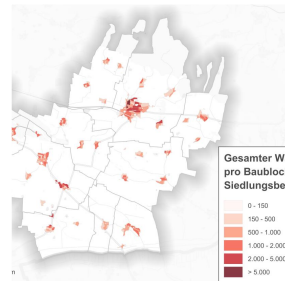 Gesamter W
pro Baubloc
Siedlungsbe
0 - 150
150 - 500
500 - 1.000
1.000 - 2.00
2.000 - 5.00
> 5.000
m